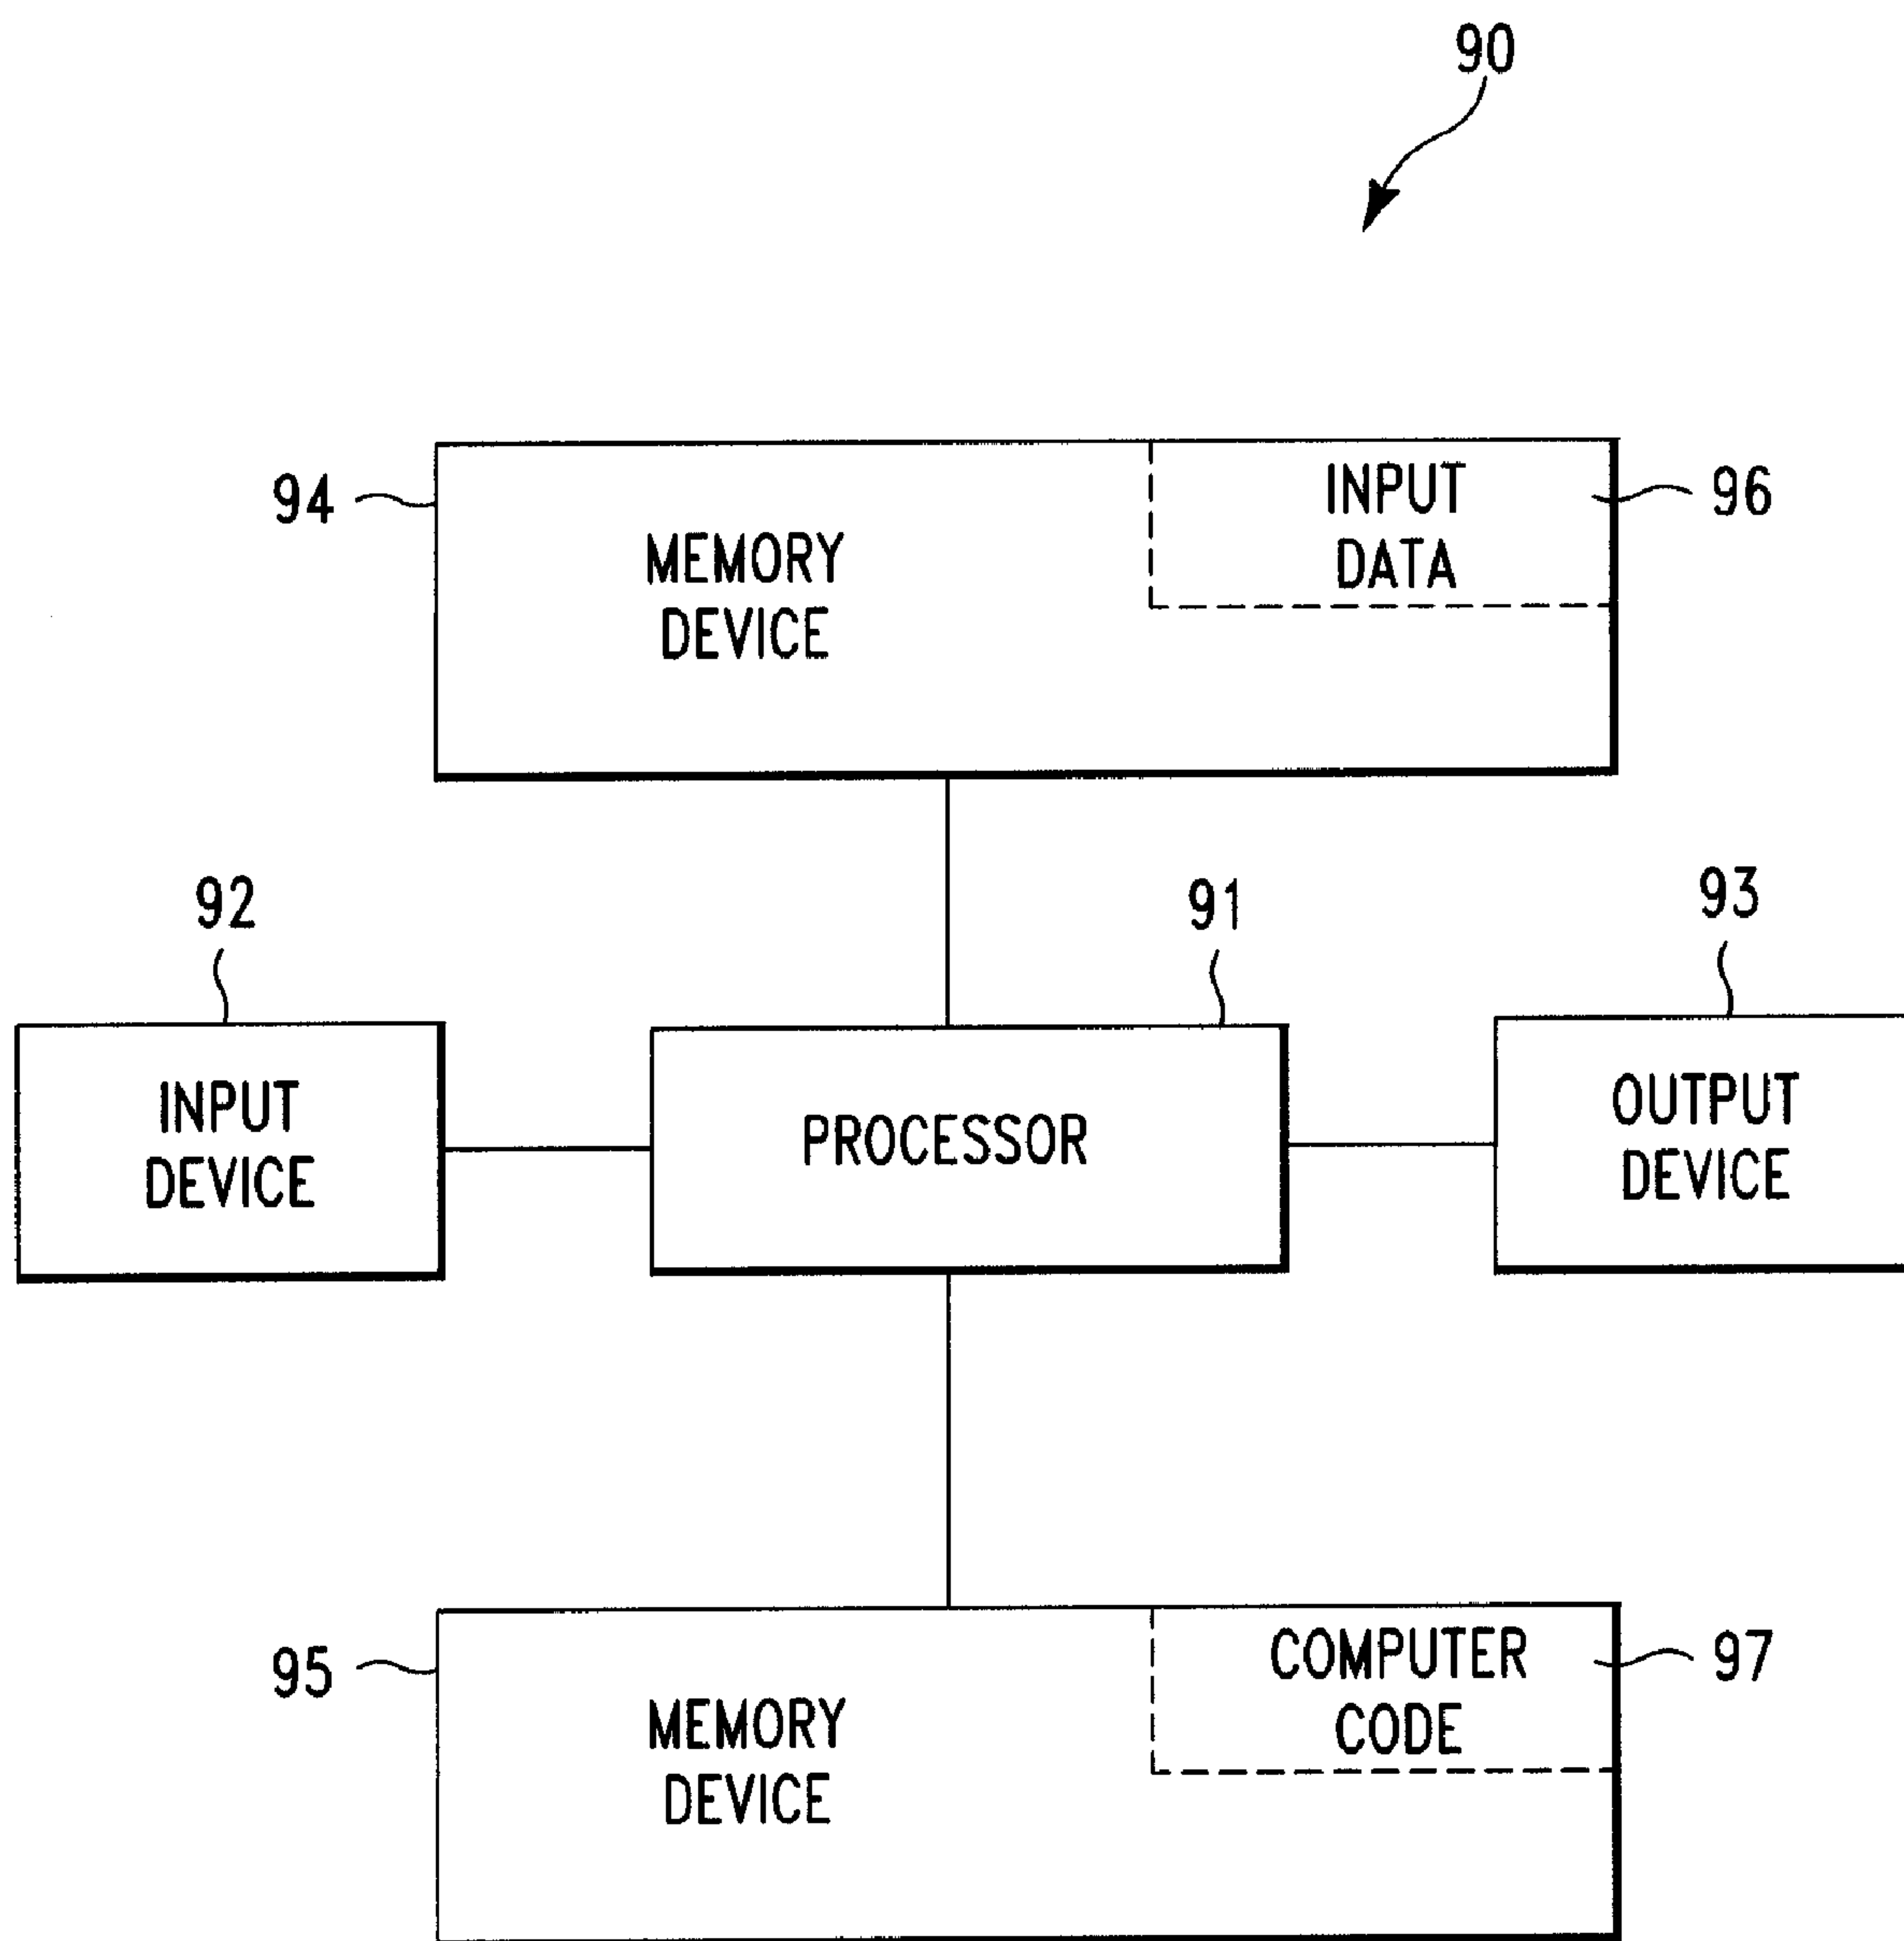 90
94
INPUT
DATA
96
MEMORY
DEVICE
92
91
93
INPUT
DEVICE
PROCESSOR
OUTPUT
DEVICE
95
COMPUTER
CODE
97
MEMORY
DEVICE